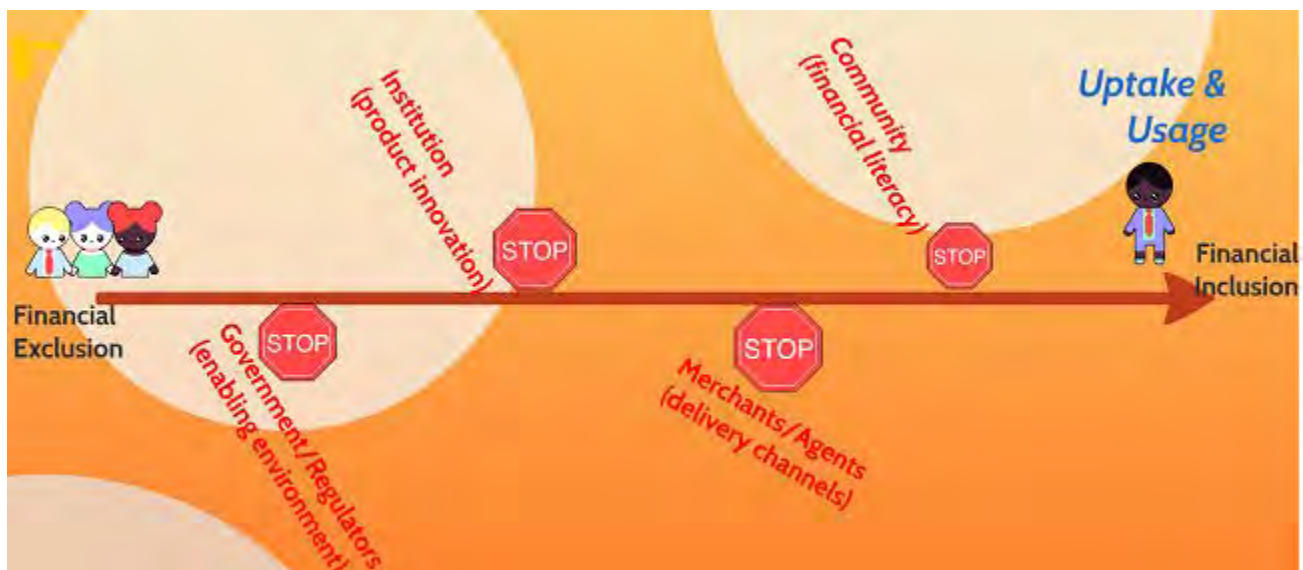 Financial
Exclusion
Government/Regulators
(enabling environment)
STOP
Institution
(product innovation)
STOP
Merchants/Agents
(delivery channels)
STOP
Community
(financial literacy)
STOP
Uptake &
Usage
Financial
Inclusion